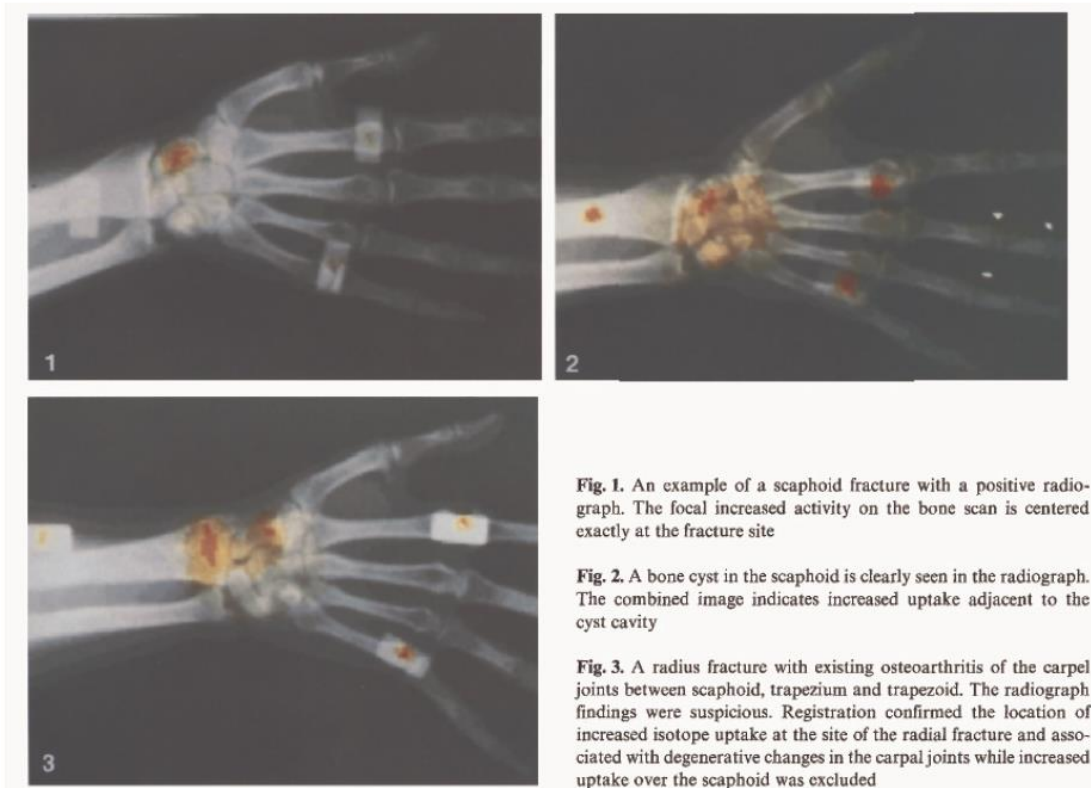 1
2
3
Fig. 1. An example of a scaphoid fracture with a positive radio-
graph. The focal increased activity on the bone scan is centered
exactly at the fracture site
Fig. 2. A bone cyst in the scaphoid is clearly seen in the radiograph.
The combined image indicates increased uptake adjacent to the
cyst cavity
Fig. 3. A radius fracture with existing osteoarthritis of the carpel
joints between scaphoid, trapezium and trapezoid. The radiograph
findings were suspicious. Registration confirmed the location of
increased isotope uptake at the site of the radial fracture and asso-
ciated with degenerative changes in the carpal joints while increased
uptake over the scaphoid was excluded